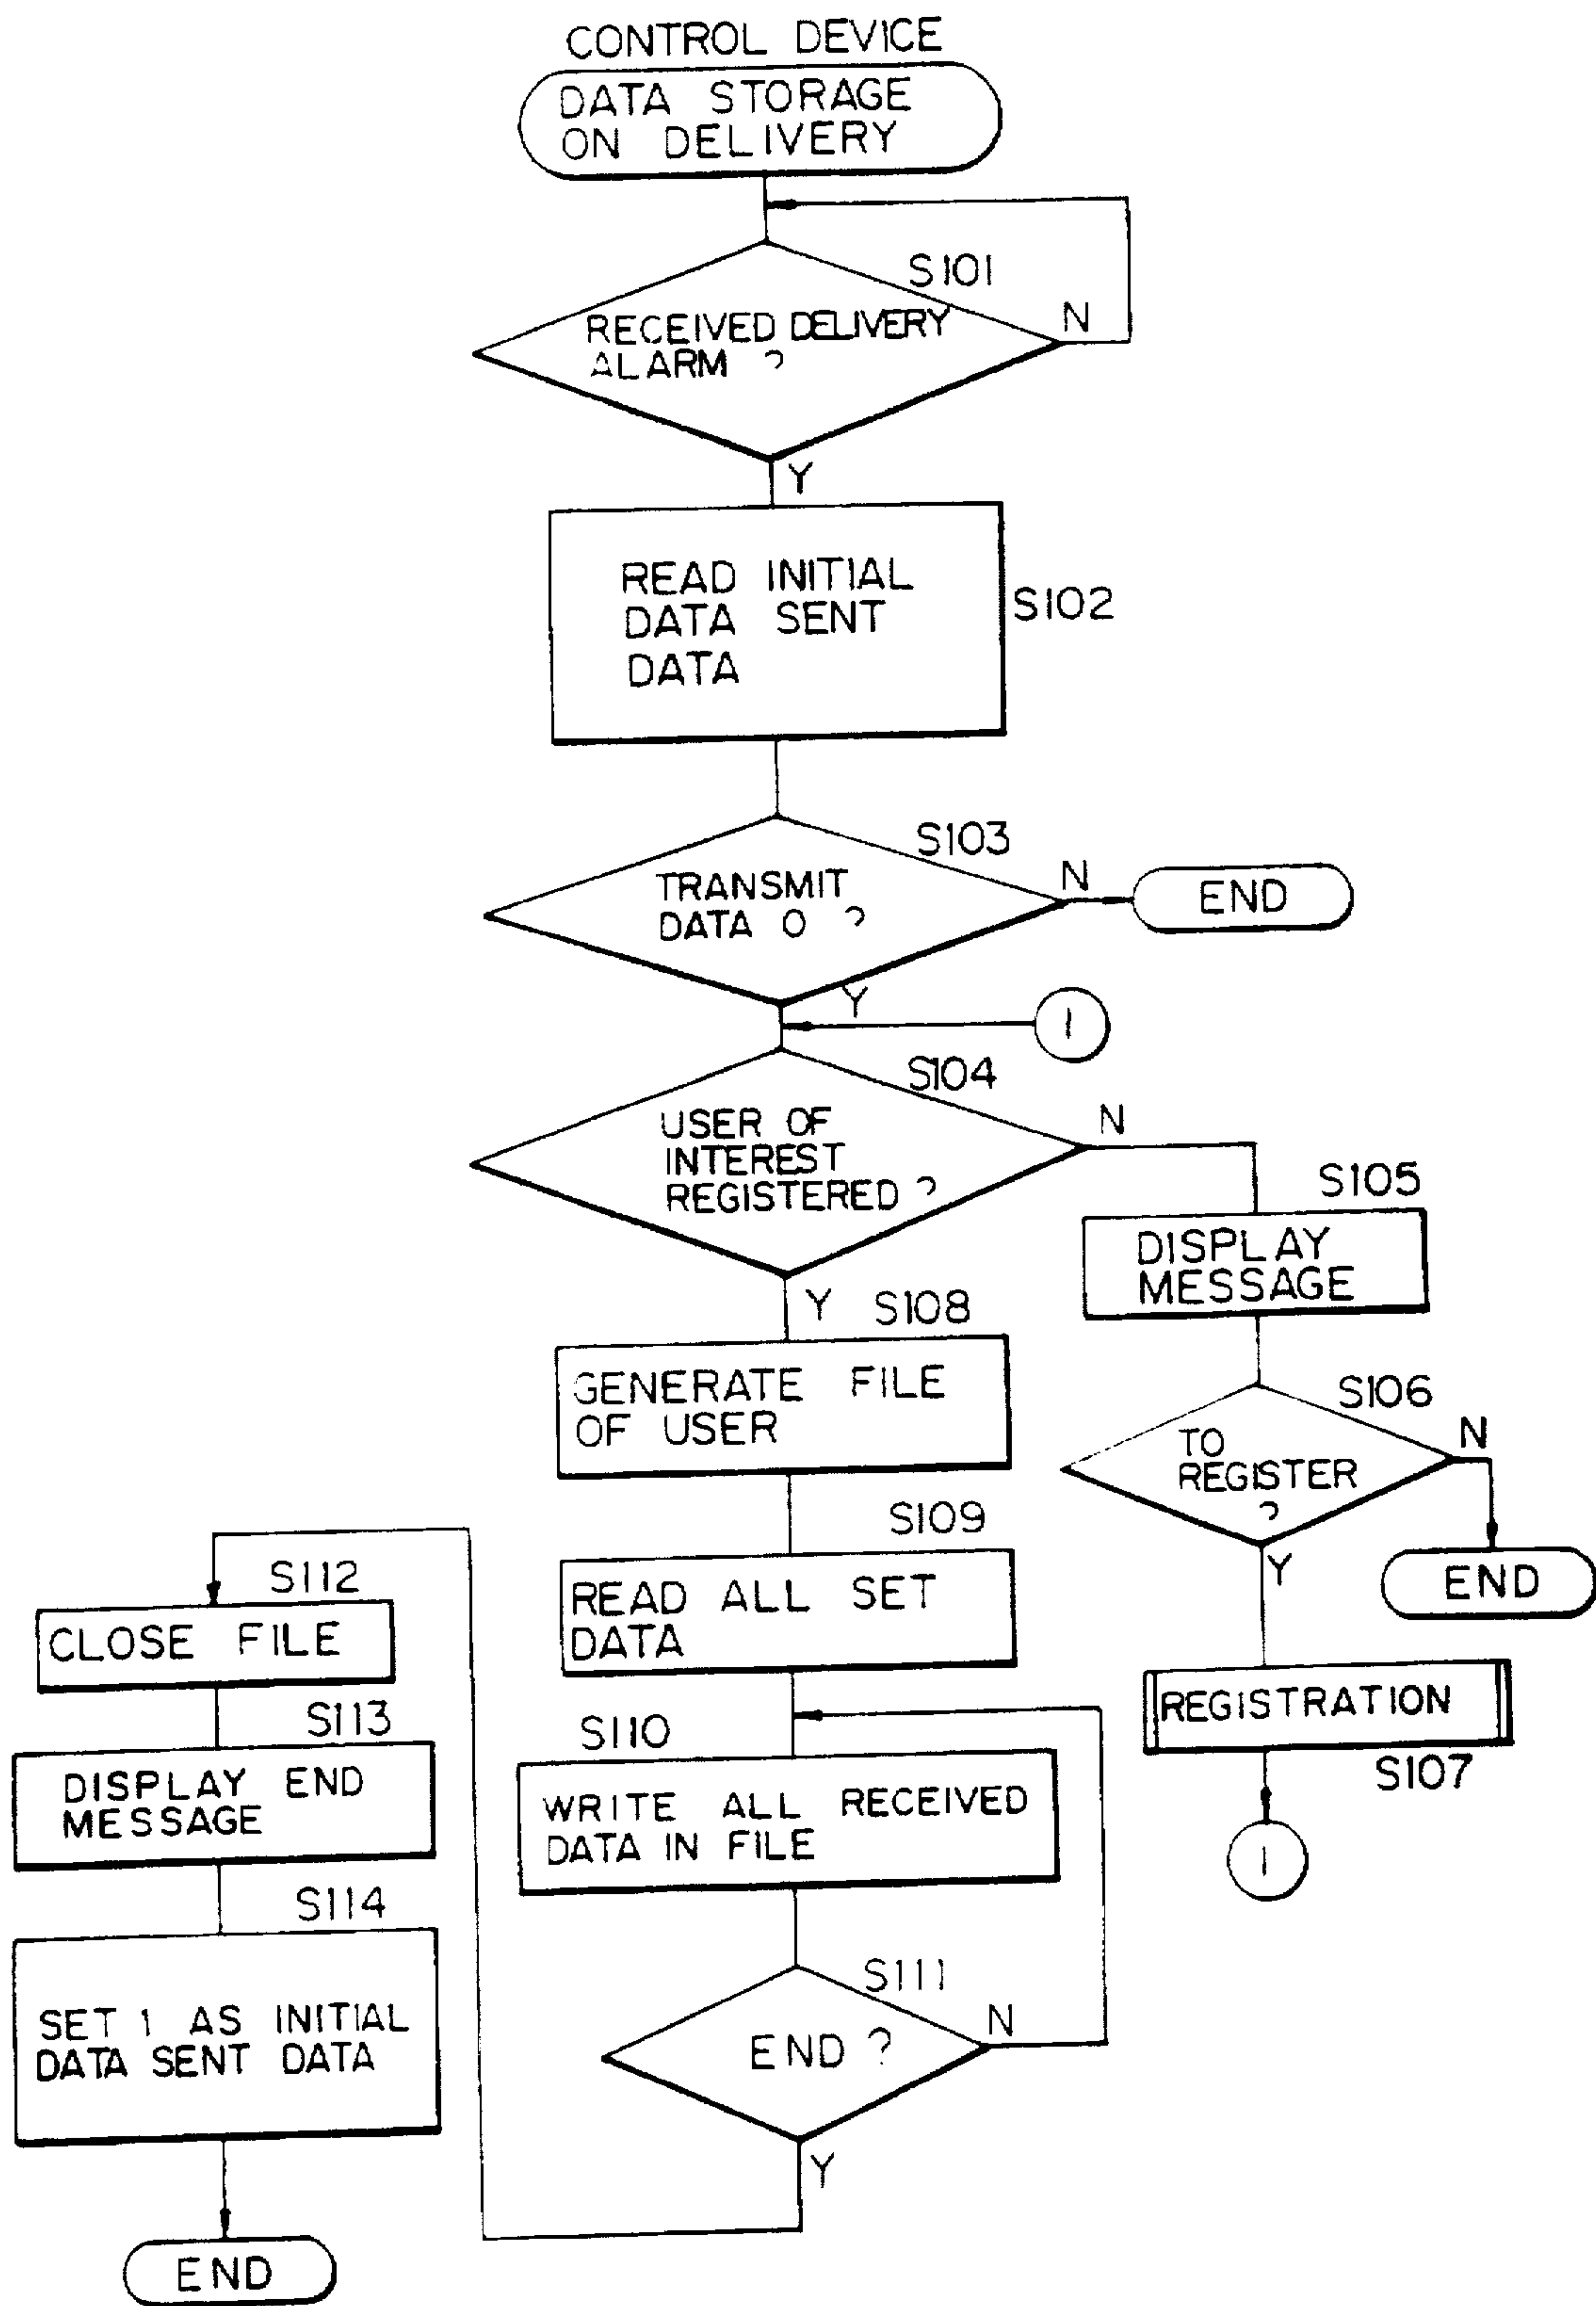 CONTROL DEVICE
DATA STORAGE
ON DELIVERY
S101
RECEIVED DELIVERY
ALARM ?
N
Y
READ INITIAL
DATA SENT
DATA
S102
S103
TRANSMIT
DATA 0 ?
N
END
Y
1
S104
USER OF
INTEREST
REGISTERED ?
N
S105
DISPLAY
MESSAGE
S106
TO
REGISTER
?
N
END
Y
REGISTRATION
S107
1
Y
S108
GENERATE FILE
OF USER
S109
READ ALL SET
DATA
S110
WRITE ALL RECEIVED
DATA IN FILE
S111
END ?
N
Y
S112
CLOSE FILE
S113
DISPLAY END
MESSAGE
S114
SET 1 AS INITIAL
DATA SENT DATA
END